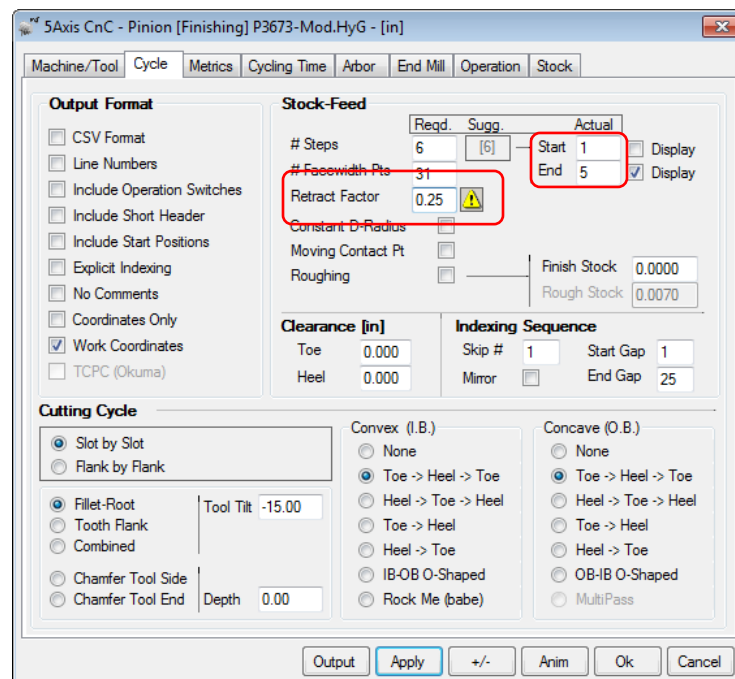 5Axis CnC - Pinion [Finishing] P3673-Mod.HyG - [in]
Machine/Tool Cycle Metrics Cycling Time Arbor End Mill Operation Stock
Output Format
CSV Format
Line Numbers
Include Operation Switches
Include Short Header
Include Start Positions
Explicit Indexing
No Comments
Coordinates Only
Work Coordinates
TCPC (Okuma)
Stock-Feed
Reqd. Sugg. Actual
# Steps 6 [6] Start 1 Display
# Facewidth Pts 31 End 5 Display
Retract Factor 0.25
Constant D-Radius
Moving Contact Pt
Roughing Finish Stock 0.0000
Rough Stock 0.0070
Clearance [in]
Toe 0.000
Heel 0.000
Indexing Sequence
Skip # 1 Start Gap 1
Mirror End Gap 25
Cutting Cycle
Slot by Slot
Flank by Flank
Fillet-Root Tool Tilt -15.00
Tooth Flank
Combined
Chamfer Tool Side
Chamfer Tool End Depth 0.00
Convex (I.B.)
None
Toe -> Heel -> Toe
Heel -> Toe -> Heel
Toe -> Heel
Heel -> Toe
IB-OB O-Shaped
Rock Me (babe)
Concave (O.B.)
None
Toe -> Heel -> Toe
Heel -> Toe -> Heel
Toe -> Heel
Heel -> Toe
OB-IB O-Shaped
MultiPass
Output Apply +/- Anim Ok Cancel